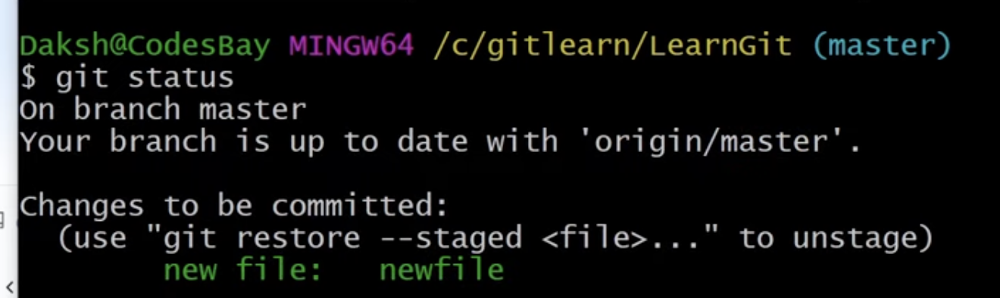 Daksh@CodesBay MINGW64 /c/gitlearn/LearnGit (master)
$ git status
On branch master
Your branch is up to date with 'origin/master'.
Changes to be committed:
(use "git restore --staged <file>..." to unstage)
new file:   newfile